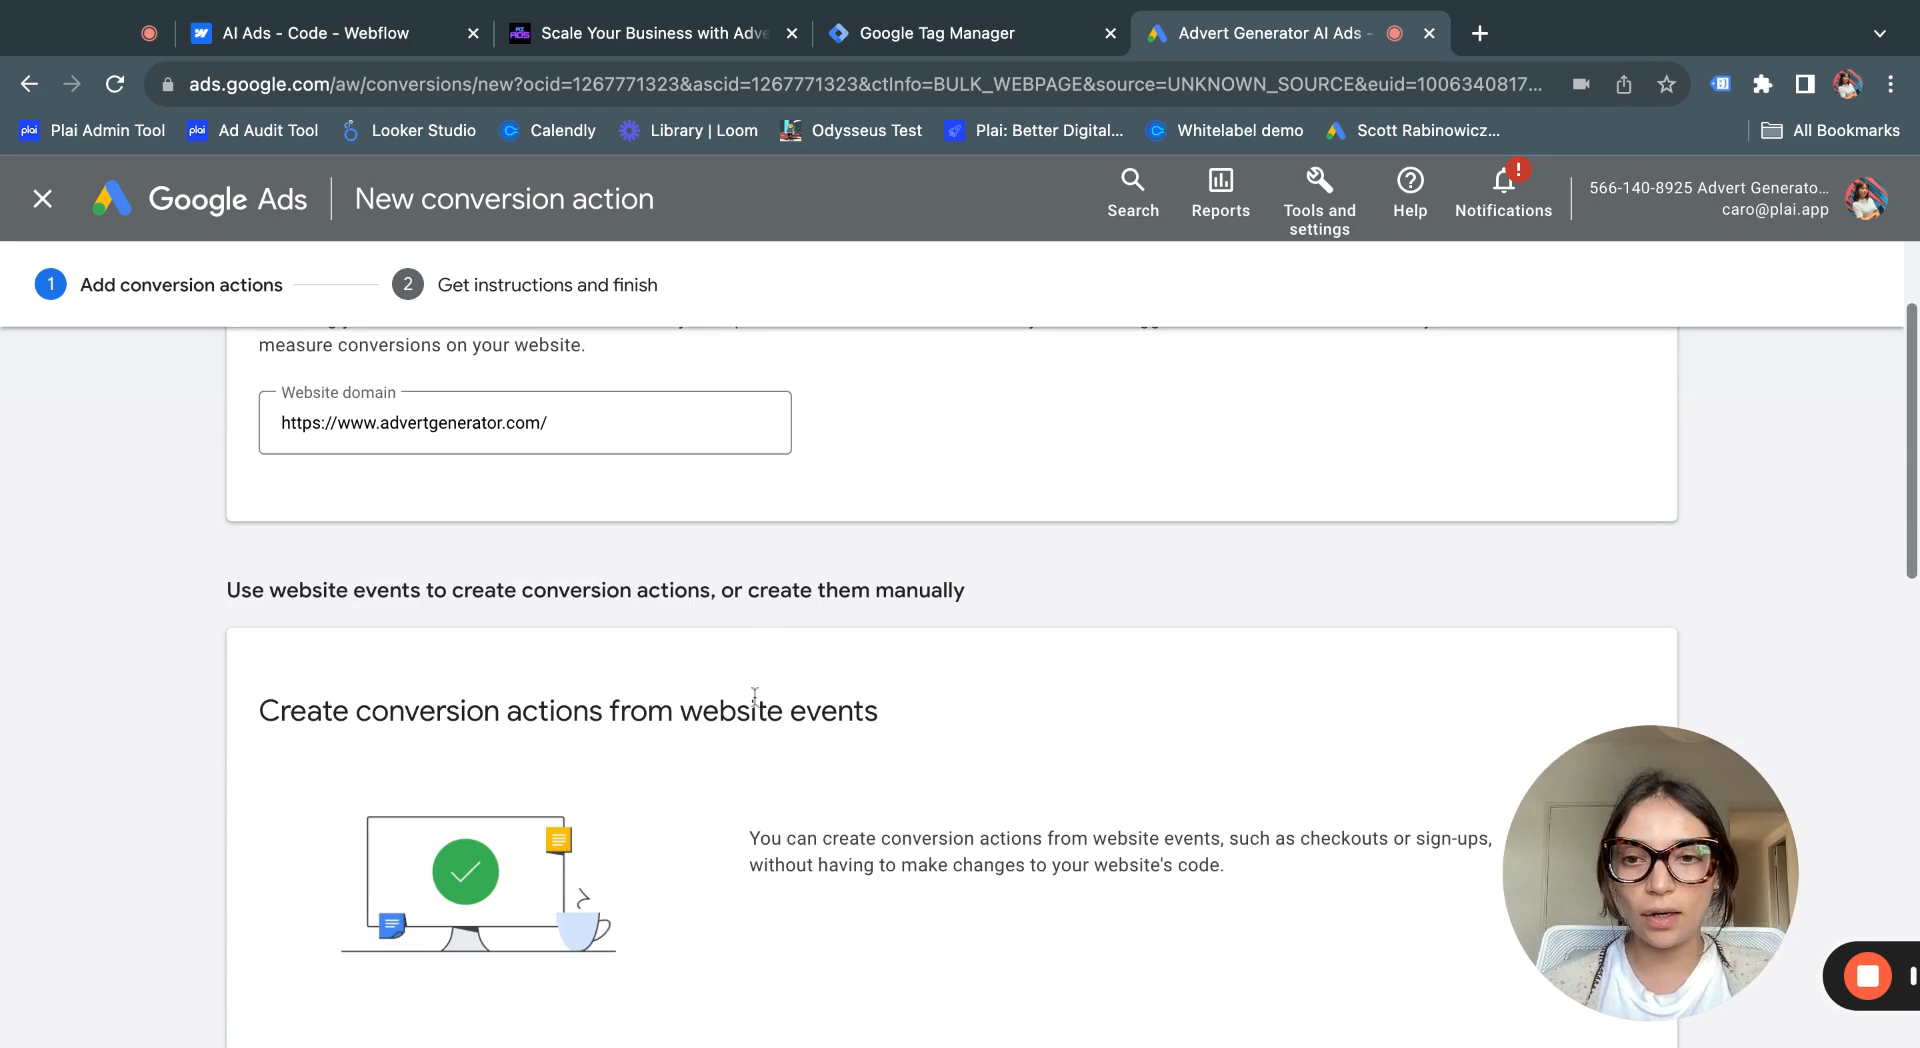 AI Ads - Code - Webflow
Scale Your Business with Adve
Google Tag Manager
Advert Generator AI Ads -
ads.google.com/aw/conversions/new?ocid=1267771323&ascid=1267771323&ctInfo=BULK_WEBPAGE&source=UNKNOWN_SOURCE&euid=1006340817...
plai Plai Admin Tool
plai Ad Audit Tool
Looker Studio
Calendly
Library | Loom
Odysseus Test
Plai: Better Digital...
Whitelabel demo
Scott Rabinowicz...
All Bookmarks
Google Ads
New conversion action
Search
Reports
Tools and
settings
Help
Notifications
566-140-8925 Advert Generato...
caro@plai.app
1 Add conversion actions
2 Get instructions and finish
measure conversions on your website.
Website domain
https://www.advertgenerator.com/
Use website events to create conversion actions, or create them manually
Create conversion actions from website events
You can create conversion actions from website events, such as checkouts or sign-ups,
without having to make changes to your website's code.